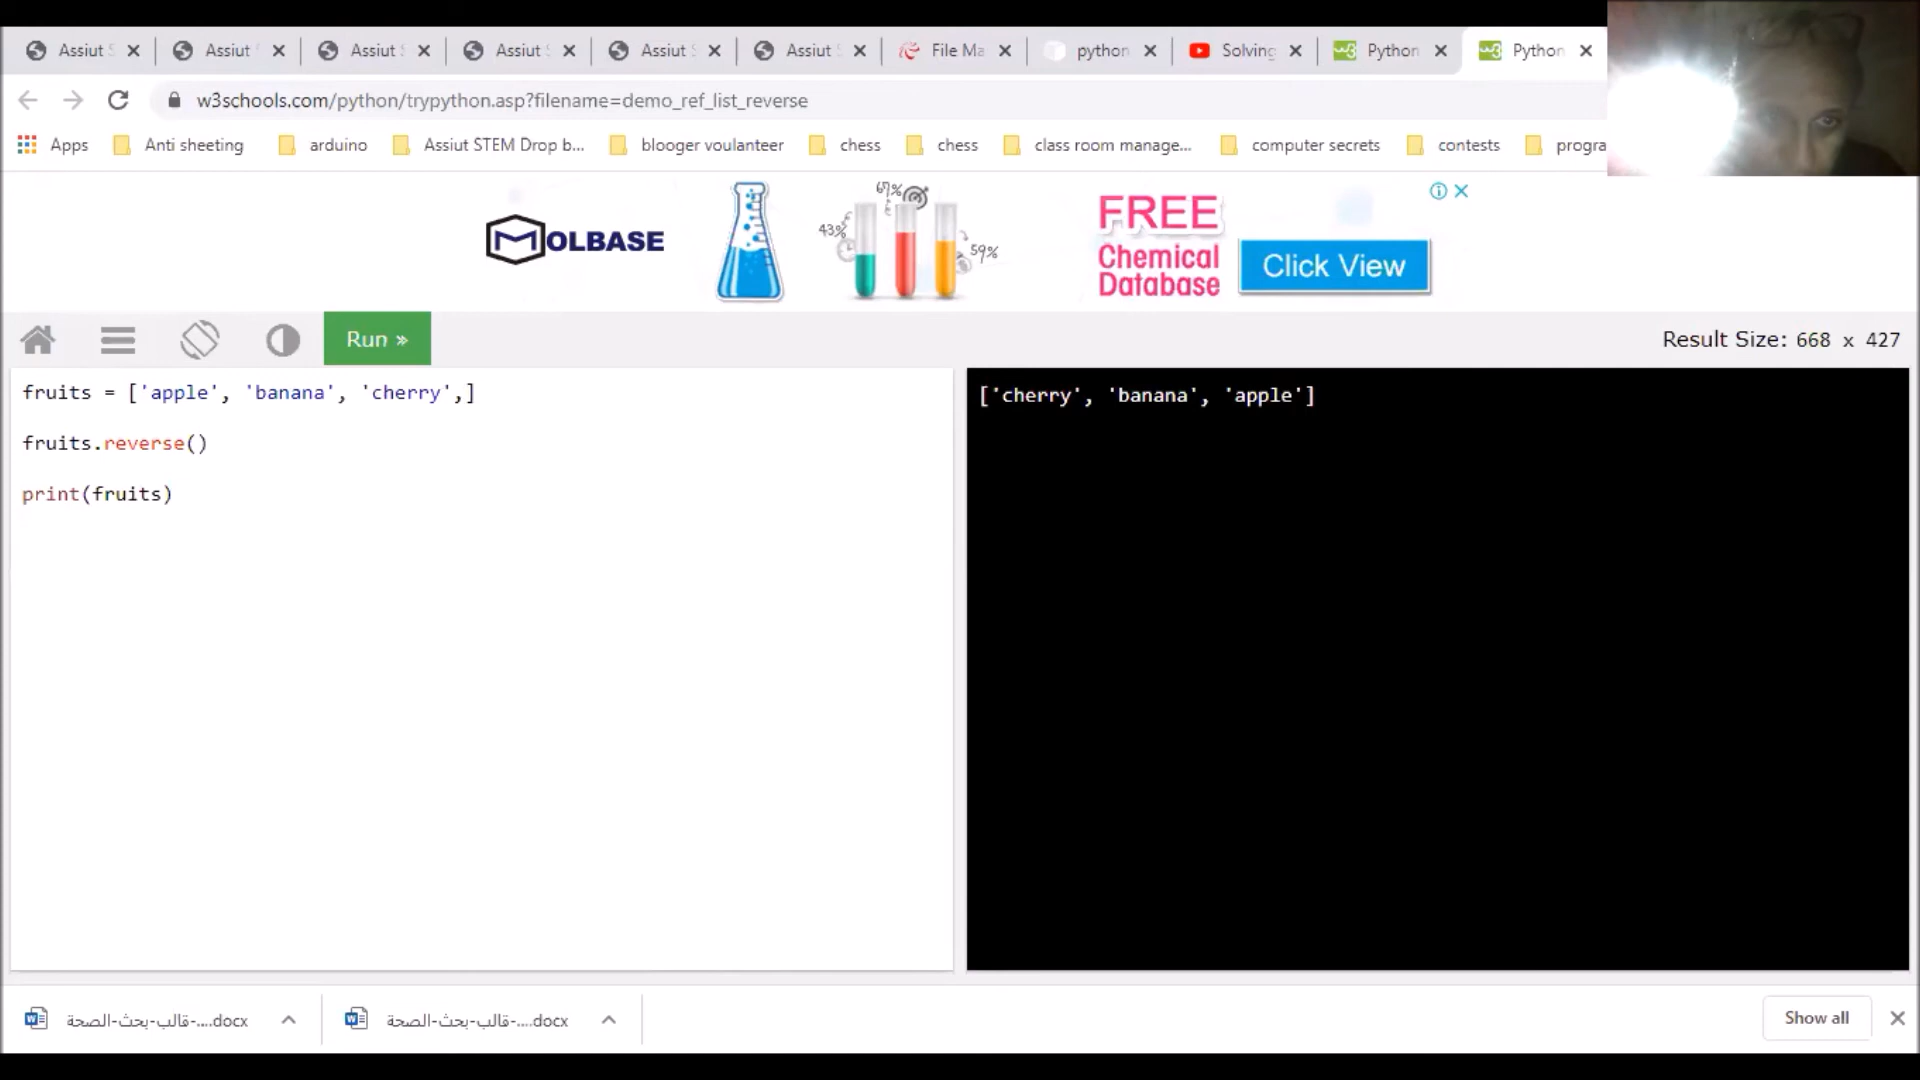 Assiut S
Assiut
Assiut S
Assiut S
Assiut S
Assiut S
File Ma
python
Solving
Python
Python
w3schools.com/python/trypython.asp?filename=demo_ref_list_reverse
Apps
Anti sheeting
arduino
Assiut STEM Drop b...
blooger voulanteer
chess
chess
class room manage...
computer secrets
contests
progra
MOLBASE
43%
67%
59%
FREE
Chemical
Database
Click View
Run »
Result Size: 668 x 427
fruits = ['apple', 'banana', 'cherry',]
fruits.reverse()
print(fruits)
['cherry', 'banana', 'apple']
قالب-بحث-الصحة-....docx
قالب-بحث-الصحة-....docx
Show all